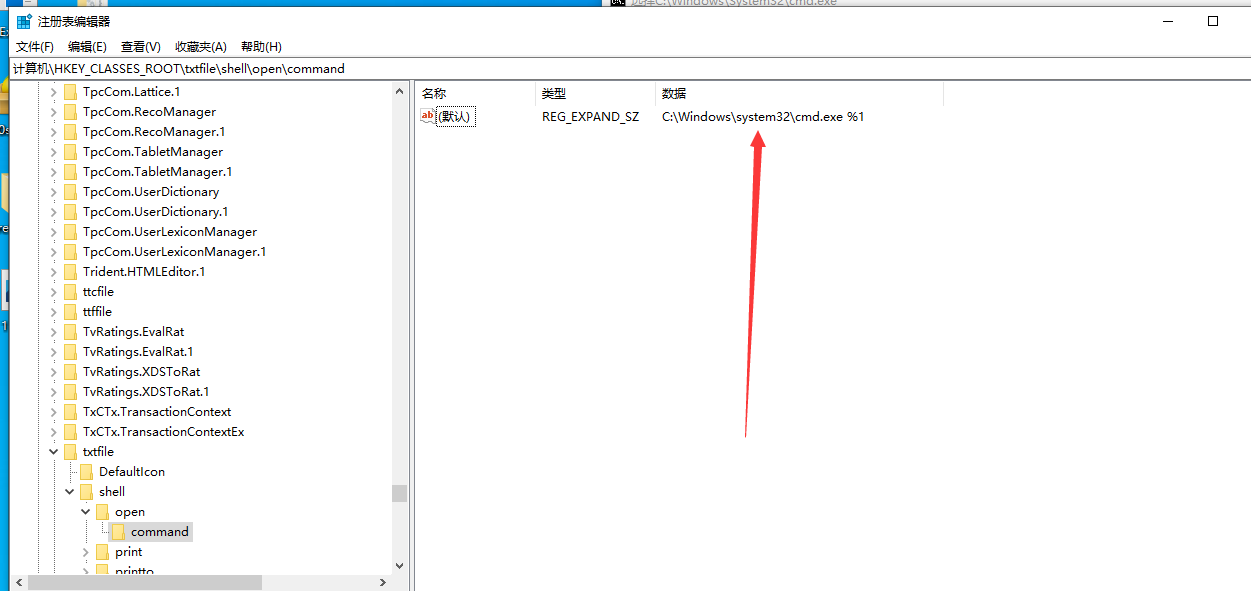 选择C:\Windows\System32\cmd.exe
注册表编辑器
文件(F) 编辑(E) 查看(V) 收藏夹(A) 帮助(H)
计算机\HKEY_CLASSES_ROOT\txtfile\shell\open\command
TpcCom.Lattice.1
TpcCom.RecoManager
TpcCom.RecoManager.1
TpcCom.TabletManager
TpcCom.TabletManager.1
TpcCom.UserDictionary
TpcCom.UserDictionary.1
TpcCom.UserLexiconManager
TpcCom.UserLexiconManager.1
Trident.HTMLEditor.1
ttcfile
ttffile
TvRatings.EvalRat
TvRatings.EvalRat.1
TvRatings.XDSToRat
TvRatings.XDSToRat.1
TxCTx.TransactionContext
TxCTx.TransactionContextEx
txtfile
DefaultIcon
shell
open
command
print
printto
名称 类型 数据
ab (默认) REG_EXPAND_SZ C:\Windows\system32\cmd.exe %1